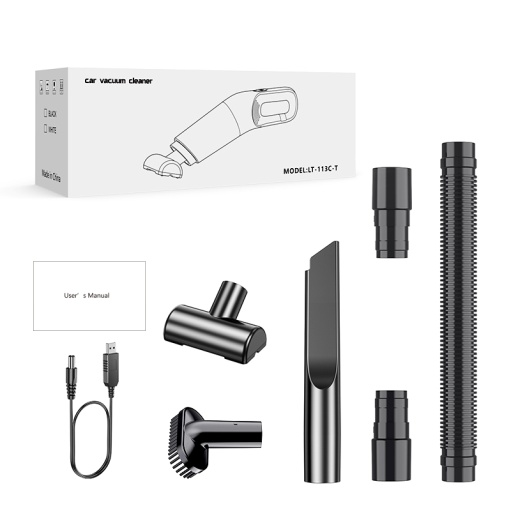 car vacuum cleaner
BLACK
WHITE
Made in China
MODEL:LT-113C-T
User's Manual